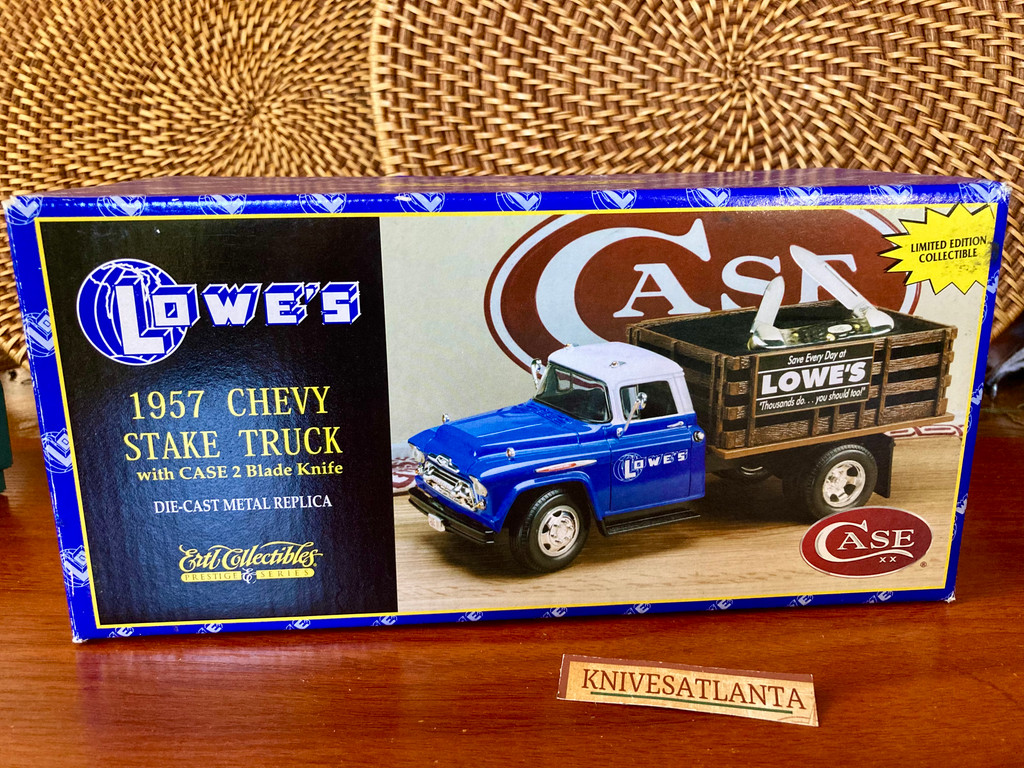 LOWE'S
1957 CHEVY
STAKE TRUCK
with CASE 2 Blade Knife
DIE-CAST METAL REPLICA
Ertl Collectibles
PRESTIGE SERIES
CASE
LIMITED EDITION
COLLECTIBLE
Save Every Day at
LOWE'S
"Thousands do. . . you should too!"
LOWE'S
CASE
XX
®
KNIVESATLANTA